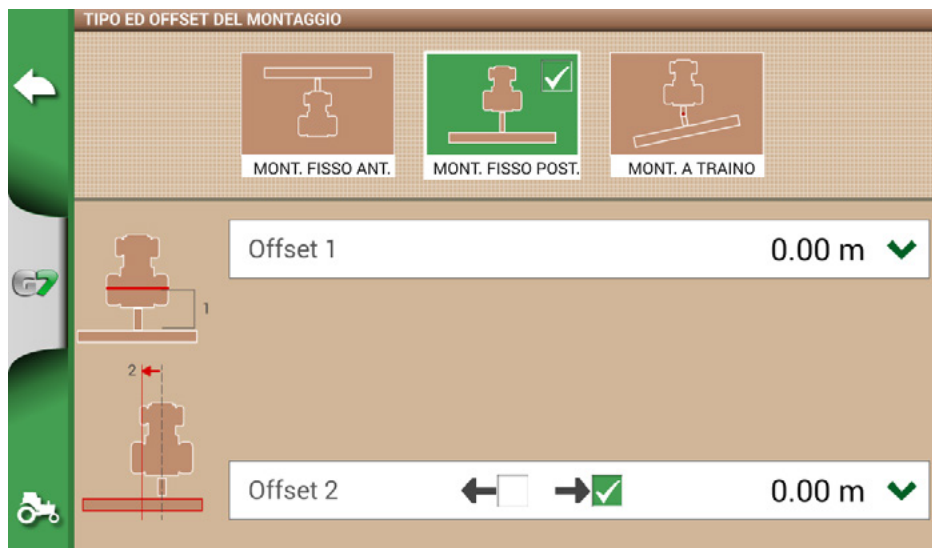 TIPO ED OFFSET DEL MONTAGGIO
MONT. FISSO ANT.
MONT. FISSO POST.
MONT. A TRAINO
G7
Offset 1
0.00 m
1
2
Offset 2
0.00 m